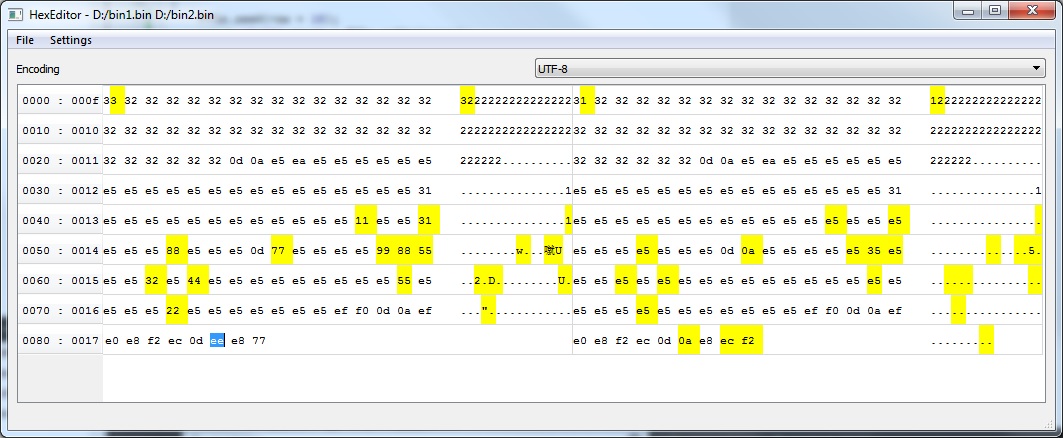 HexEditor - D:/bin1.bin D:/bin2.bin
File Settings
Encoding UTF-8
0000 : 000f 33 32 32 32 32 32 32 32 32 32 32 32 32 32 32 32 3222222222222222 31 32 32 32 32 32 32 32 32 32 32 32 32 32 32 32 1222222222222222
0010 : 0010 32 32 32 32 32 32 32 32 32 32 32 32 32 32 32 32 2222222222222222 32 32 32 32 32 32 32 32 32 32 32 32 32 32 32 32 2222222222222222
0020 : 0011 32 32 32 32 32 32 0d 0a e5 ea e5 e5 e5 e5 e5 e5 222222.......... 32 32 32 32 32 32 0d 0a e5 ea e5 e5 e5 e5 e5 e5 222222..........
0030 : 0012 e5 e5 e5 e5 e5 e5 e5 e5 e5 e5 e5 e5 e5 e5 e5 31 ...............1 e5 e5 e5 e5 e5 e5 e5 e5 e5 e5 e5 e5 e5 e5 e5 31 ...............1
0040 : 0013 e5 e5 e5 e5 e5 e5 e5 e5 e5 e5 e5 e5 11 e5 e5 31 ...............1 e5 e5 e5 e5 e5 e5 e5 e5 e5 e5 e5 e5 e5 e5 e5 e5 ................
0050 : 0014 e5 e5 e5 88 e5 e5 e5 0d 77 e5 e5 e5 e5 99 88 55 ........w... U e5 e5 e5 e5 e5 e5 e5 0d 0a e5 e5 e5 e5 e5 35 e5 ..............5.
0060 : 0015 e5 e5 32 e5 44 e5 e5 e5 e5 e5 e5 e5 e5 e5 55 e5 ..2.D.........U. e5 e5 e5 e5 e5 e5 e5 e5 e5 e5 e5 e5 e5 e5 e5 e5 ................
0070 : 0016 e5 e5 e5 22 e5 e5 e5 e5 e5 e5 e5 ef f0 0d 0a ef ..."............ e5 e5 e5 e5 e5 e5 e5 e5 e5 e5 e5 ef f0 0d 0a ef ................
0080 : 0017 e0 e8 f2 ec 0d ee e8 77 e0 e8 f2 ec 0d 0a e8 ec f2 .........